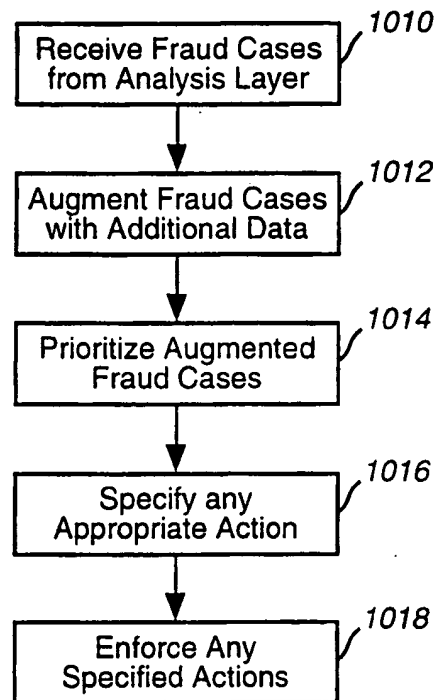 1010
Receive Fraud Cases
from Analysis Layer
1012
Augment Fraud Cases
with Additional Data
1014
Prioritize Augmented
Fraud Cases
1016
Specify any
Appropriate Action
1018
Enforce Any
Specified Actions